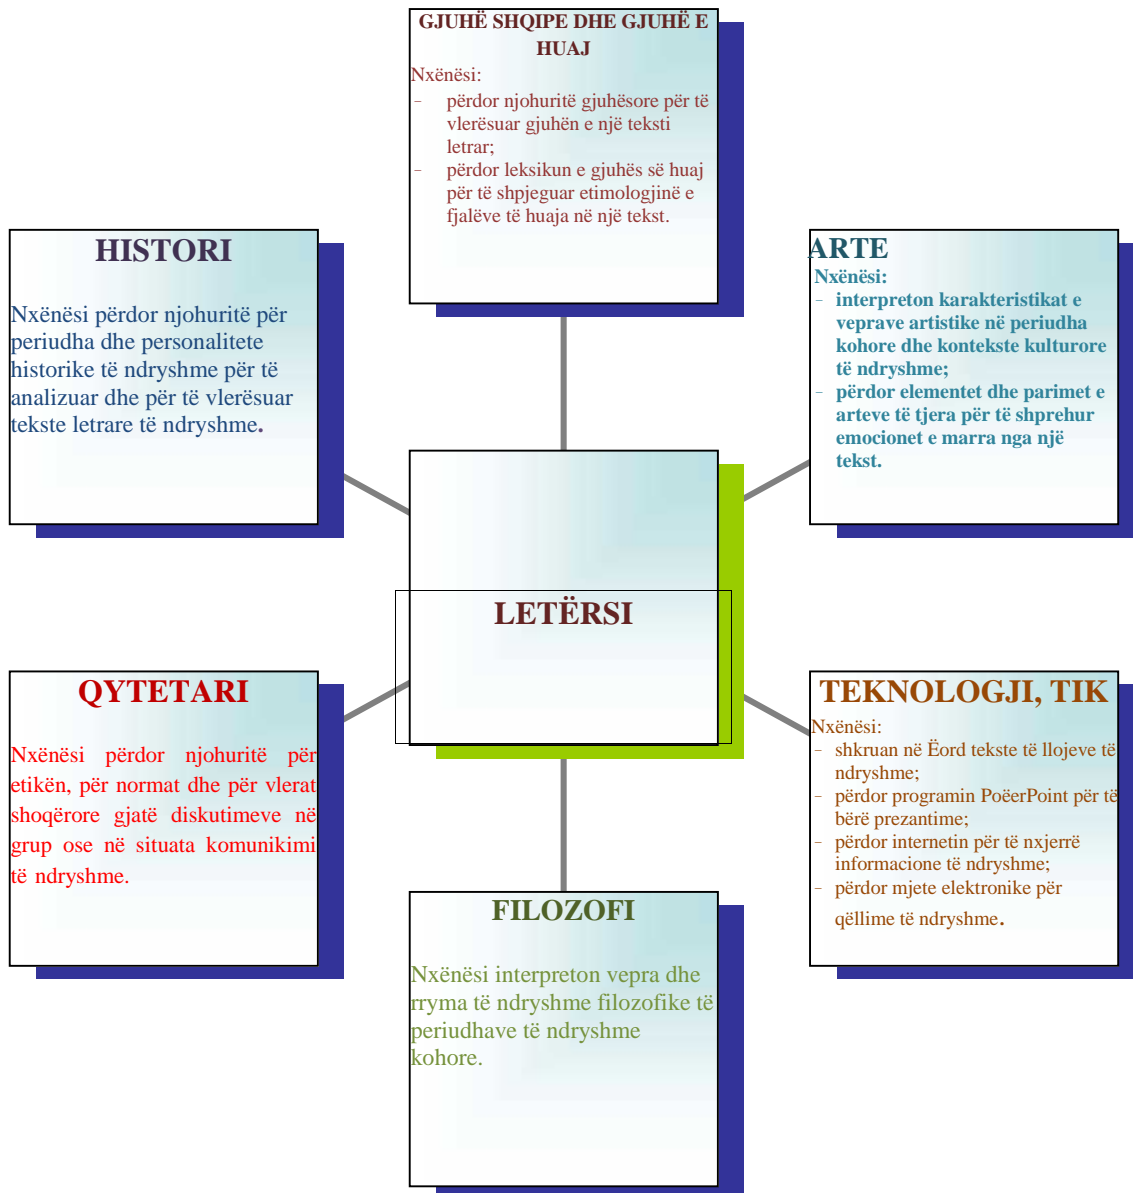 GJUHË SHQIPE DHE GJUHË E
HUAJ
Nxënësi:
- përdor njohuritë gjuhësore për të
vlerësuar gjuhën e një teksti
letrar;
- përdor leksikun e gjuhës së huaj
për të shpjeguar etimologjinë e
fjalëve të huaja në një tekst.
HISTORI
Nxënësi përdor njohuritë për
periudha dhe personalitete
historike të ndryshme për të
analizuar dhe për të vlerësuar
tekste letrare të ndryshme.
ARTE
Nxënësi:
- interpreton karakteristikat e
veprave artistike në periudha
kohore dhe kontekste kulturore
të ndryshme;
- përdor elementet dhe parimet e
arteve të tjera për të shprehur
emocionet e marra nga një
tekst.
LETËRSI
QYTETARI
Nxënësi përdor njohuritë për
etikën, për normat dhe për vlerat
shoqërore gjatë diskutimeve në
grup ose në situata komunikimi
të ndryshme.
TEKNOLOGJI, TIK
Nxënësi:
- shkruan në Ëord tekste të llojeve të
ndryshme;
- përdor programin PoëerPoint për të
bërë prezantime;
- përdor internetin për të nxjerrë
informacione të ndryshme;
- përdor mjete elektronike për
qëllime të ndryshme.
FILOZOFI
Nxënësi interpreton vepra dhe
rryma të ndryshme filozofike të
periudhave të ndryshme
kohore.